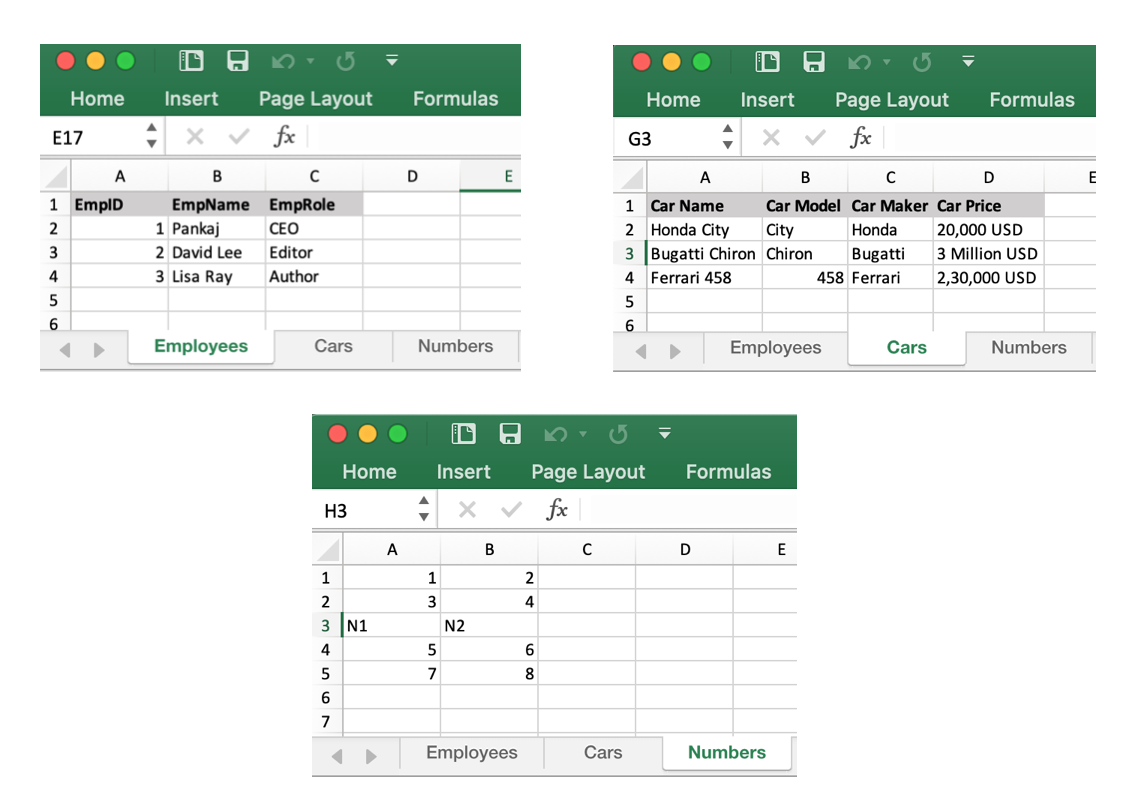 Home Insert Page Layout Formulas
E17 fx
A B C D E
1 EmpID EmpName EmpRole
2 1 Pankaj CEO
3 2 David Lee Editor
4 3 Lisa Ray Author
5
6
Employees Cars Numbers
Home Insert Page Layout Formulas
G3 fx
A B C D E
1 Car Name Car Model Car Maker Car Price
2 Honda City City Honda 20,000 USD
3 Bugatti Chiron Chiron Bugatti 3 Million USD
4 Ferrari 458 458 Ferrari 2,30,000 USD
5
6
Employees Cars Numbers
Home Insert Page Layout Formulas
H3 fx
A B C D E
1 1 2
2 3 4
3 N1 N2
4 5 6
5 7 8
6
7
Employees Cars Numbers